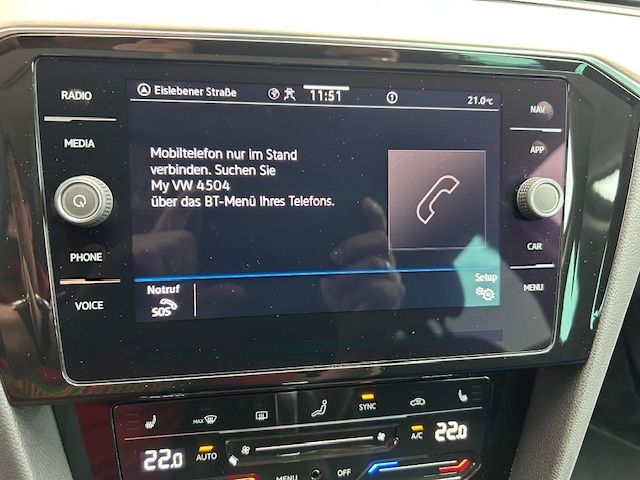 RADIO
MEDIA
PHONE
VOICE
Eislebener Straße
11:51
21.0°C
Mobiltelefon nur im Stand
verbinden. Suchen Sie
My VW 4504
über das BT-Menü Ihres Telefons.
Notruf
SOS
Setup
NAV
APP
CAR
MENU
MAX
SYNC
22.0
AUTO
A/C
22.0
MENU
OFF